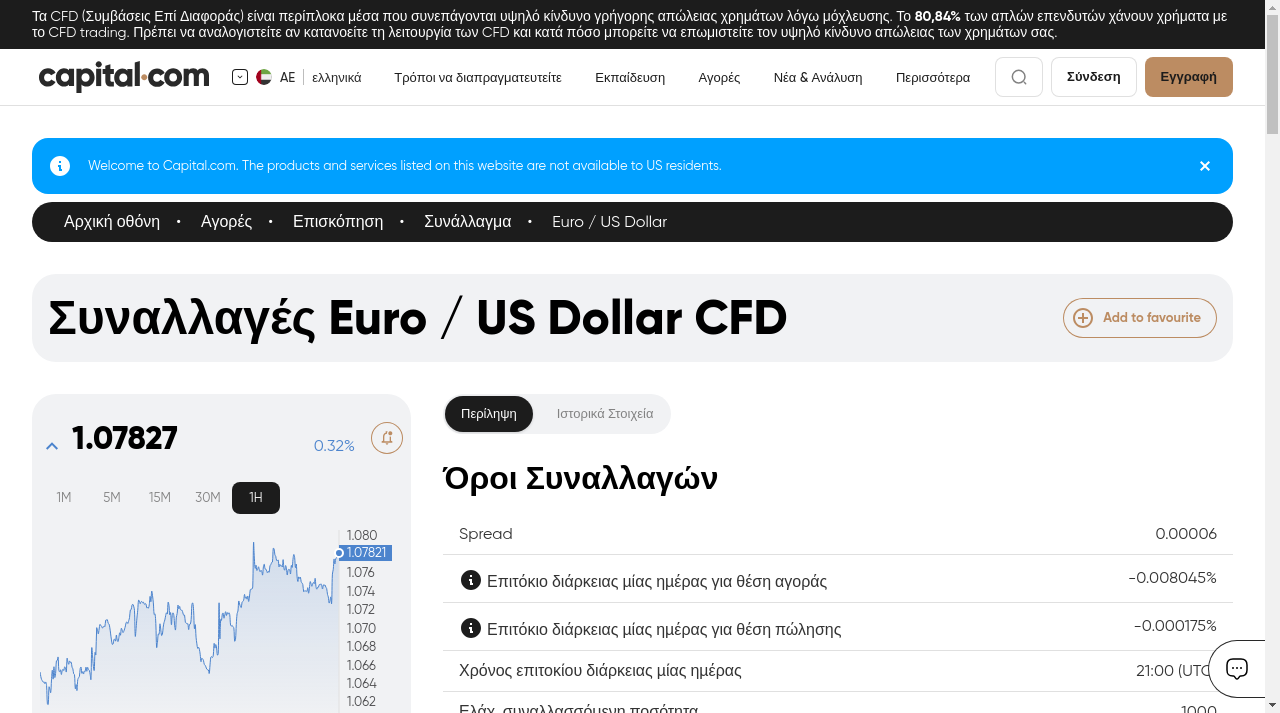 Τα CFD (Συμβάσεις Επί Διαφοράς) είναι περίπλοκα μέσα που συνεπάγονται υψηλό κίνδυνο γρήγορης απώλειας χρημάτων λόγω μόχλευσης. Το 80,84% των απλών επενδυτών χάνουν χρήματα με
το CFD trading. Πρέπει να αναλογιστείτε αν κατανοείτε τη λειτουργία των CFD και κατά πόσο μπορείτε να επωμιστείτε τον υψηλό κίνδυνο απώλειας των χρημάτων σας.
capital.com AE ελληνικά Τρόποι να διαπραγματευτείτε Εκπαίδευση Αγορές Νέα & Ανάλυση Περισσότερα Σύνδεση Εγγραφή
Welcome to Capital.com. The products and services listed on this website are not available to US residents.
Αρχική οθόνη • Αγορές • Επισκόπηση • Συνάλλαγμα • Euro / US Dollar
Συναλλαγές Euro / US Dollar CFD
Add to favourite
1.07827 0.32%
1M 5M 15M 30M 1H
1.080
1.07821
1.076
1.074
1.072
1.070
1.068
1.066
1.064
1.062
Περίληψη Ιστορικά Στοιχεία
Όροι Συναλλαγών
Spread 0.00006
Επιτόκιο διάρκειας μίας ημέρας για θέση αγοράς -0.008045%
Επιτόκιο διάρκειας μίας ημέρας για θέση πώλησης -0.000175%
Χρόνος επιτοκίου διάρκειας μίας ημέρας 21:00 (UTC)
Ελάχ. συναλλασσόμενη ποσότητα 1000